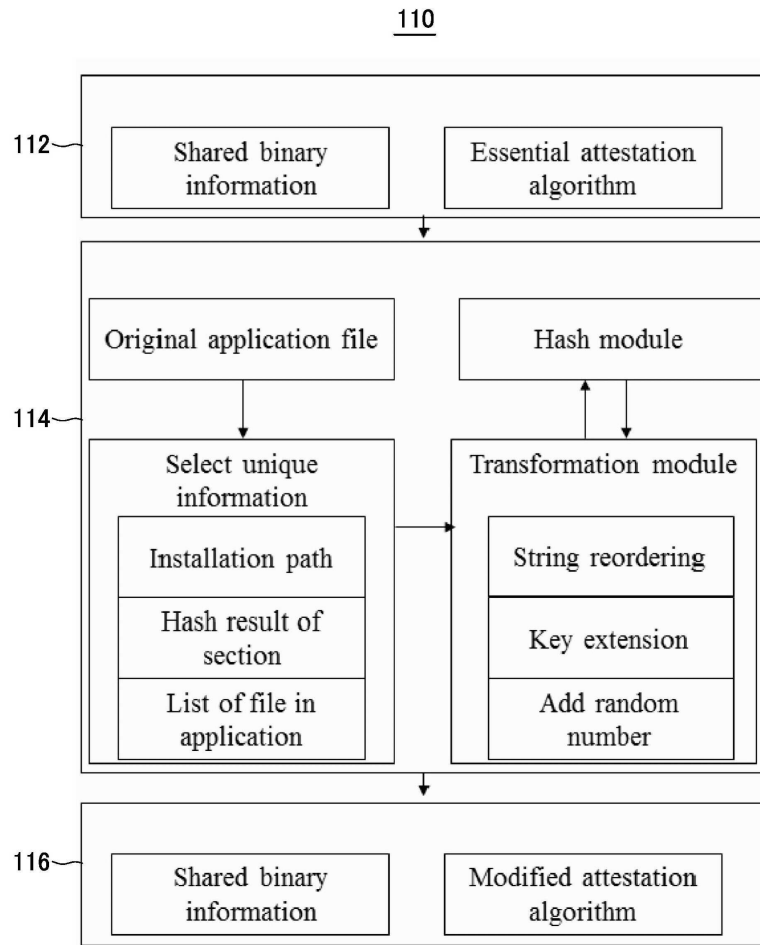 110
112
Shared binary
information
Essential attestation
algorithm
114
Original application file
Hash module
Select unique
information
Installation path
Hash result of
section
List of file in
application
Transformation module
String reordering
Key extension
Add random
number
116
Shared binary
information
Modified attestation
algorithm